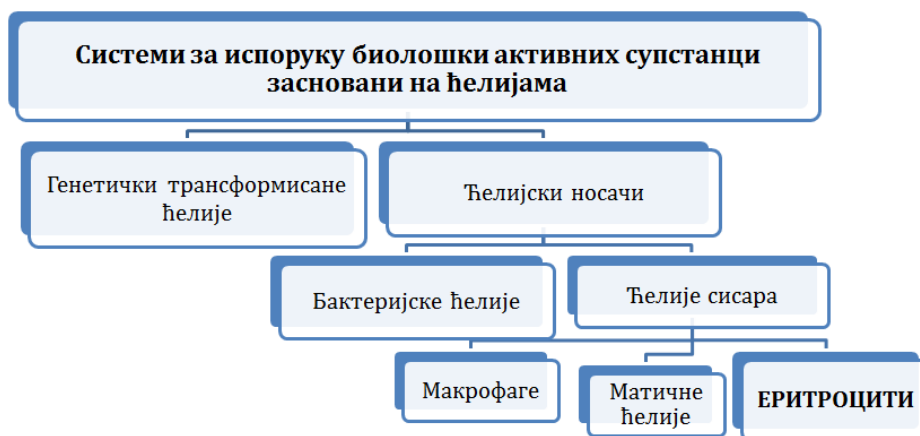 Системи за испоруку биолошки активних супстанци
засновани на ћелијама
Генетички трансформисане
ћелије
Ћелијски носачи
Бактеријске ћелије
Ћелије сисара
Макрофаге
Матичне
ћелије
ЕРИТРОЦИТИ